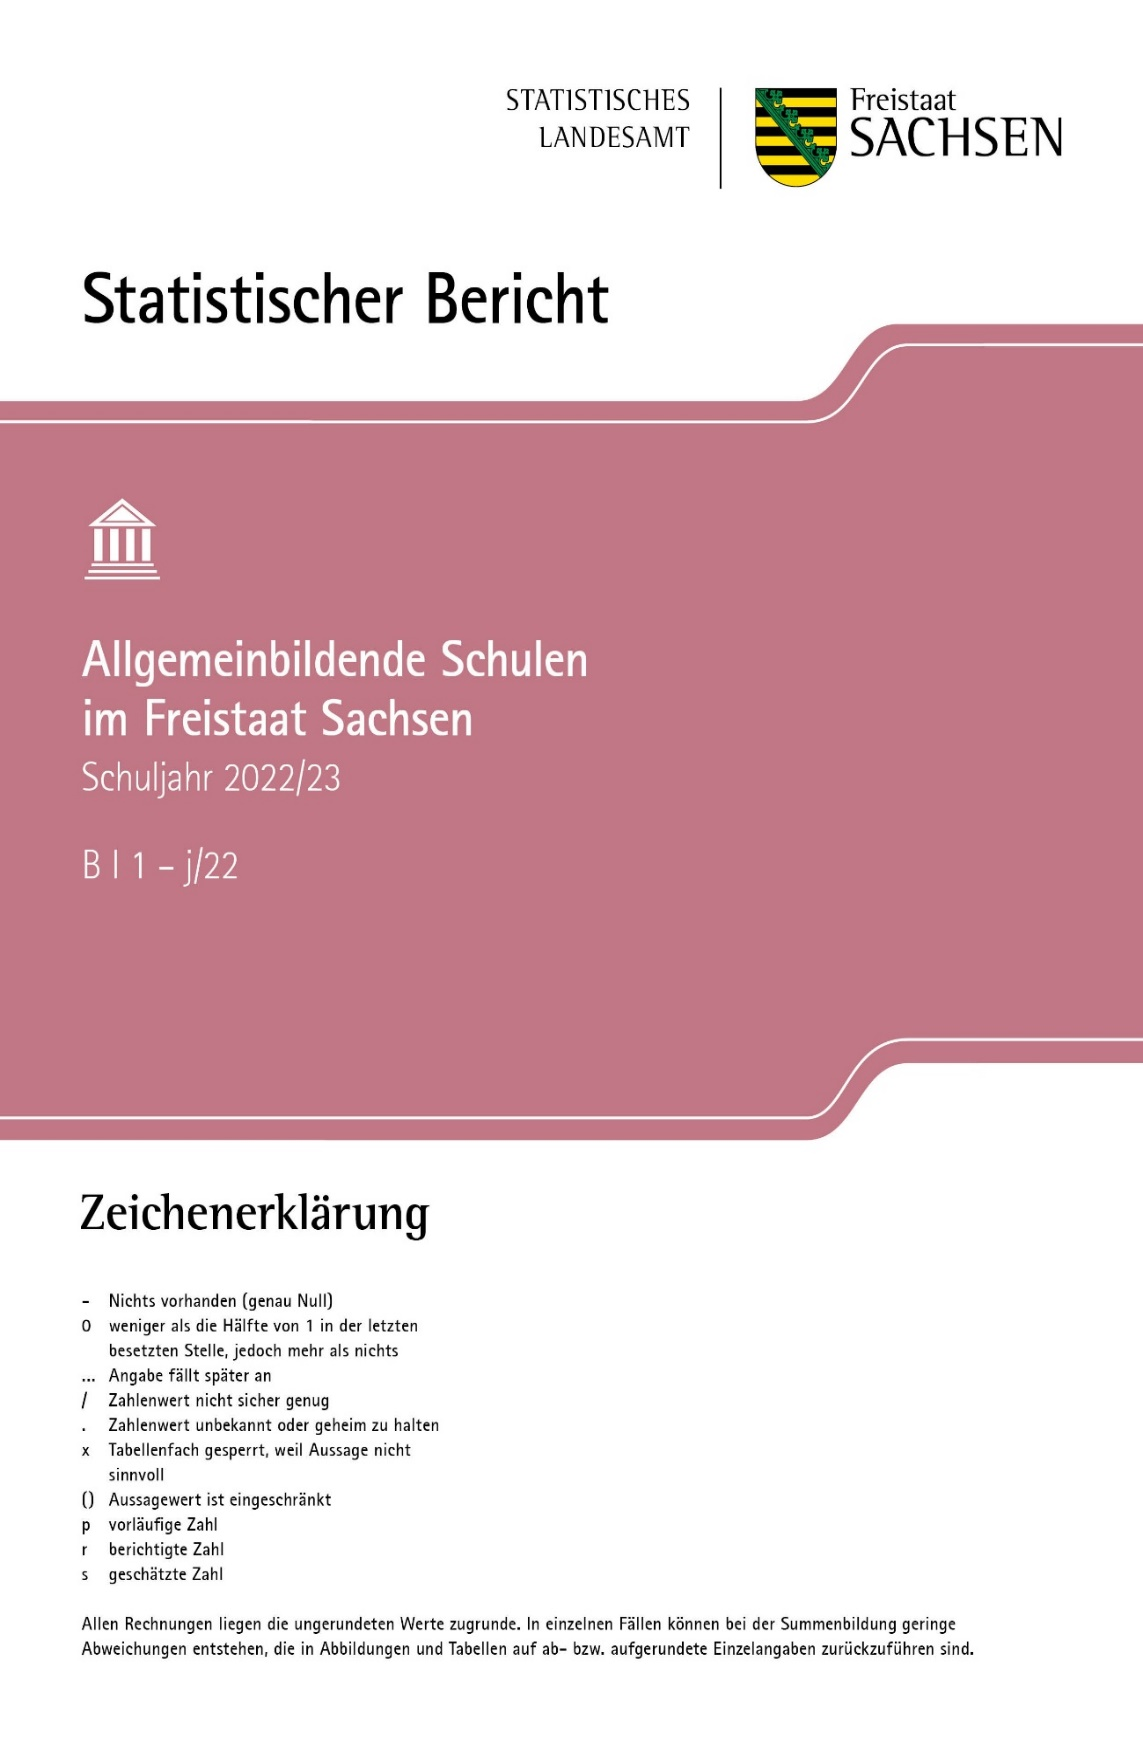 STATISTISCHES
LANDESAMT
Freistaat
SACHSEN
Statistischer Bericht
Allgemeinbildende Schulen
im Freistaat Sachsen
Schuljahr 2022/23
B I 1 – j/22
Zeichenerklärung
- Nichts vorhanden (genau Null)
0 weniger als die Hälfte von 1 in der letzten
besetzten Stelle, jedoch mehr als nichts
... Angabe fällt später an
/ Zahlenwert nicht sicher genug
. Zahlenwert unbekannt oder geheim zu halten
x Tabellenfach gesperrt, weil Aussage nicht
sinnvoll
() Aussagewert ist eingeschränkt
p vorläufige Zahl
r berichtigte Zahl
s geschätzte Zahl
Allen Rechnungen liegen die ungerundeten Werte zugrunde. In einzelnen Fällen können bei der Summenbildung geringe
Abweichungen entstehen, die in Abbildungen und Tabellen auf ab- bzw. aufgerundete Einzelangaben zurückzuführen sind.